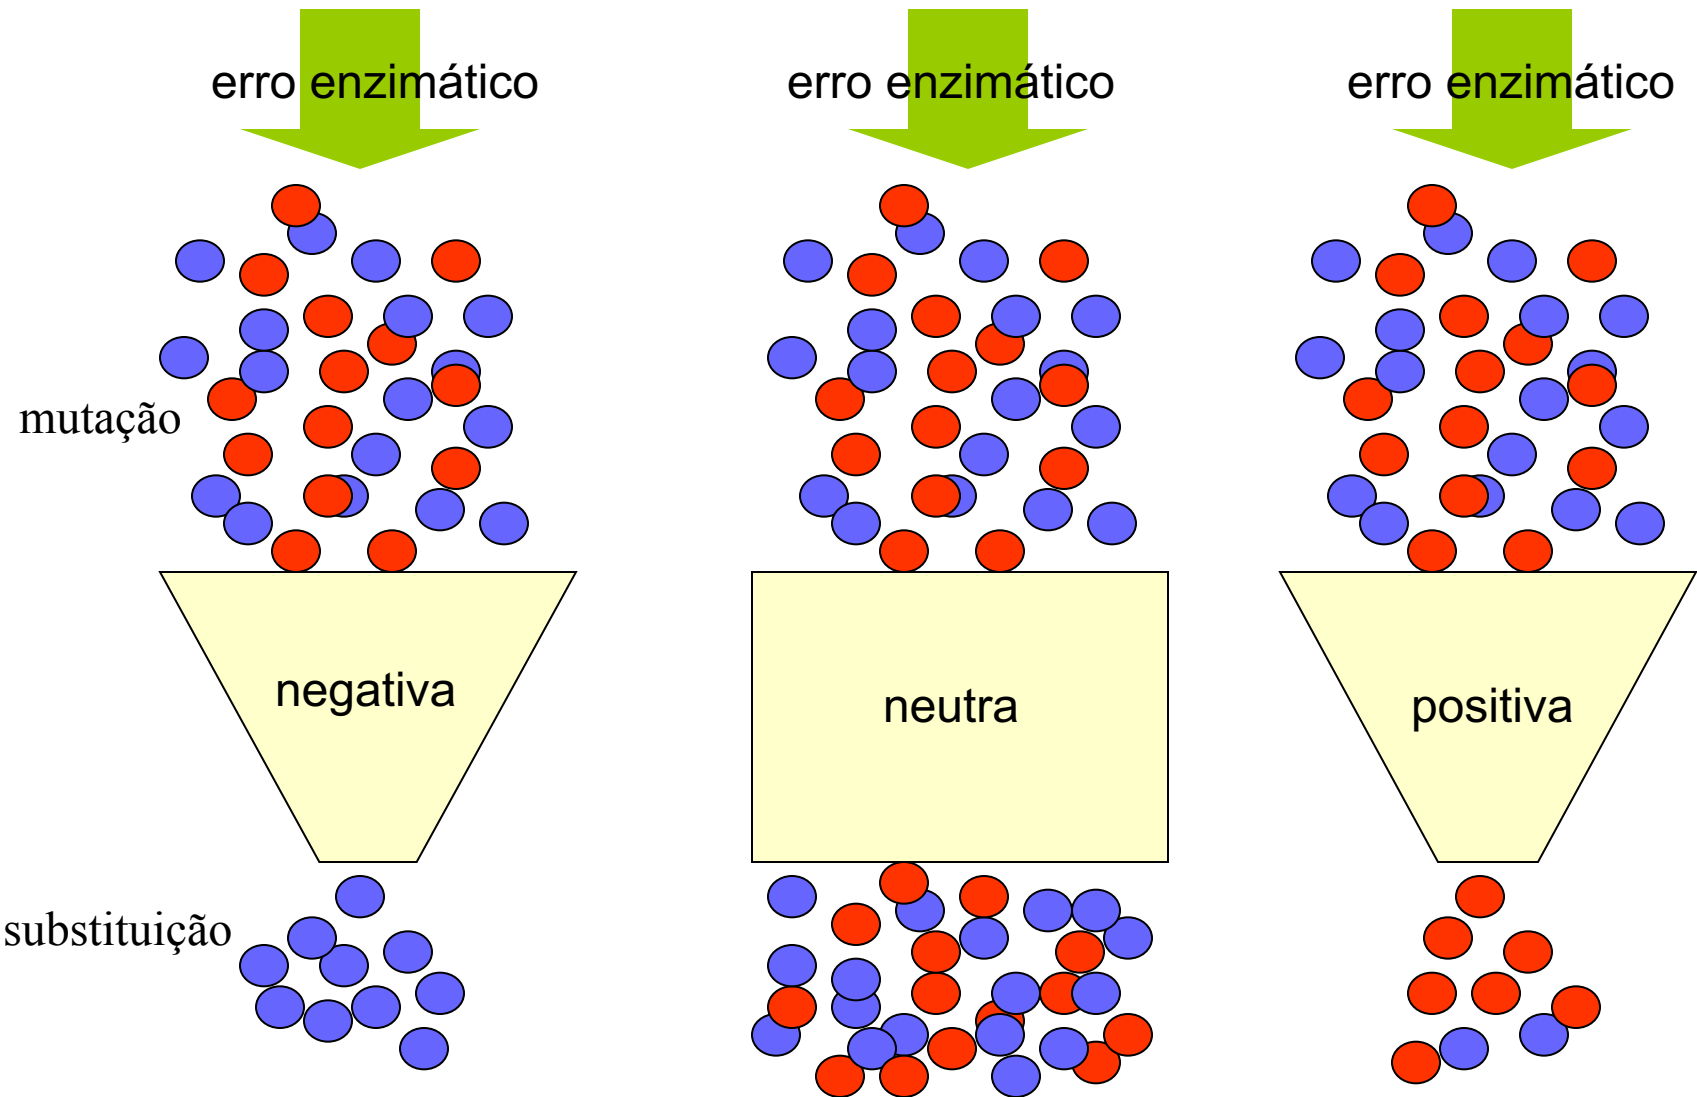 erro enzimático
erro enzimático
erro enzimático
mutação
negativa
neutra
positiva
substituição